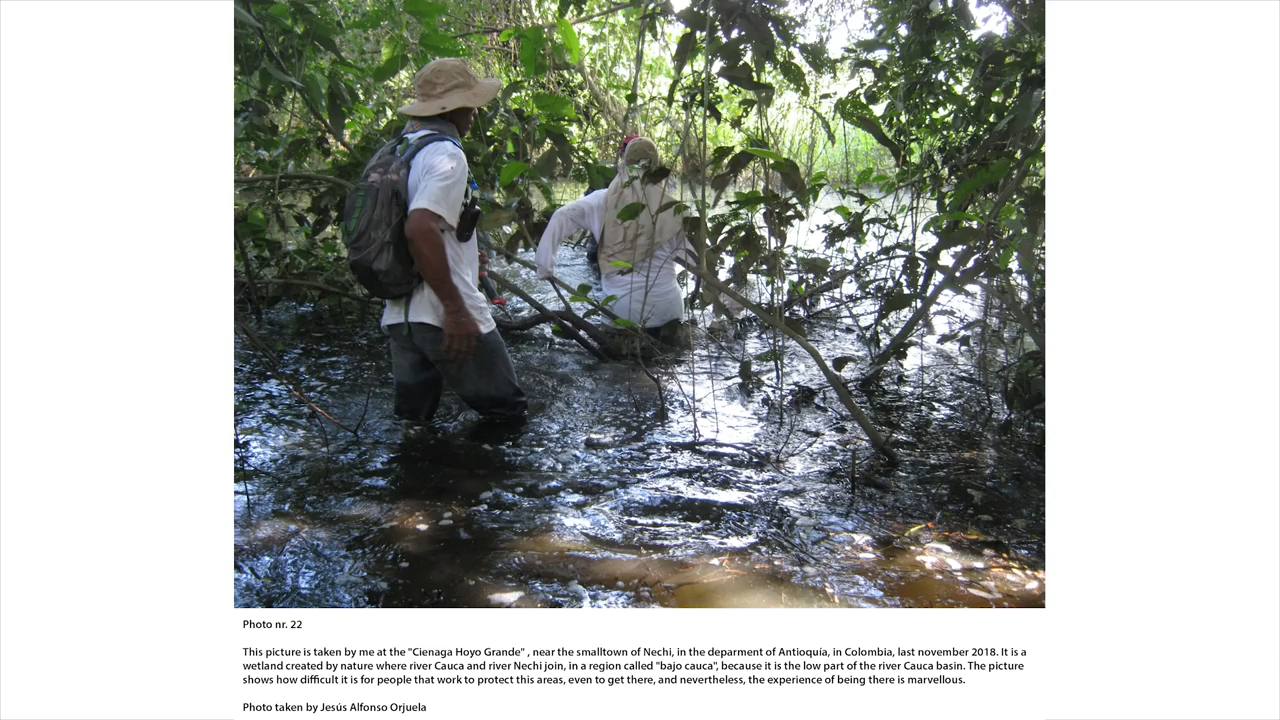 Photo nr. 22
This picture is taken by me at the "Cienaga Hoyo Grande" , near the smalltown of Nechi, in the deparment of Antioquía, in Colombia, last november 2018. It is a
wetland created by nature where river Cauca and river Nechi join, in a region called "bajo cauca", because it is the low part of the river Cauca basin. The picture
shows how difficult it is for people that work to protect this areas, even to get there, and nevertheless, the experience of being there is marvellous.
Photo taken by Jesús Alfonso Orjuela